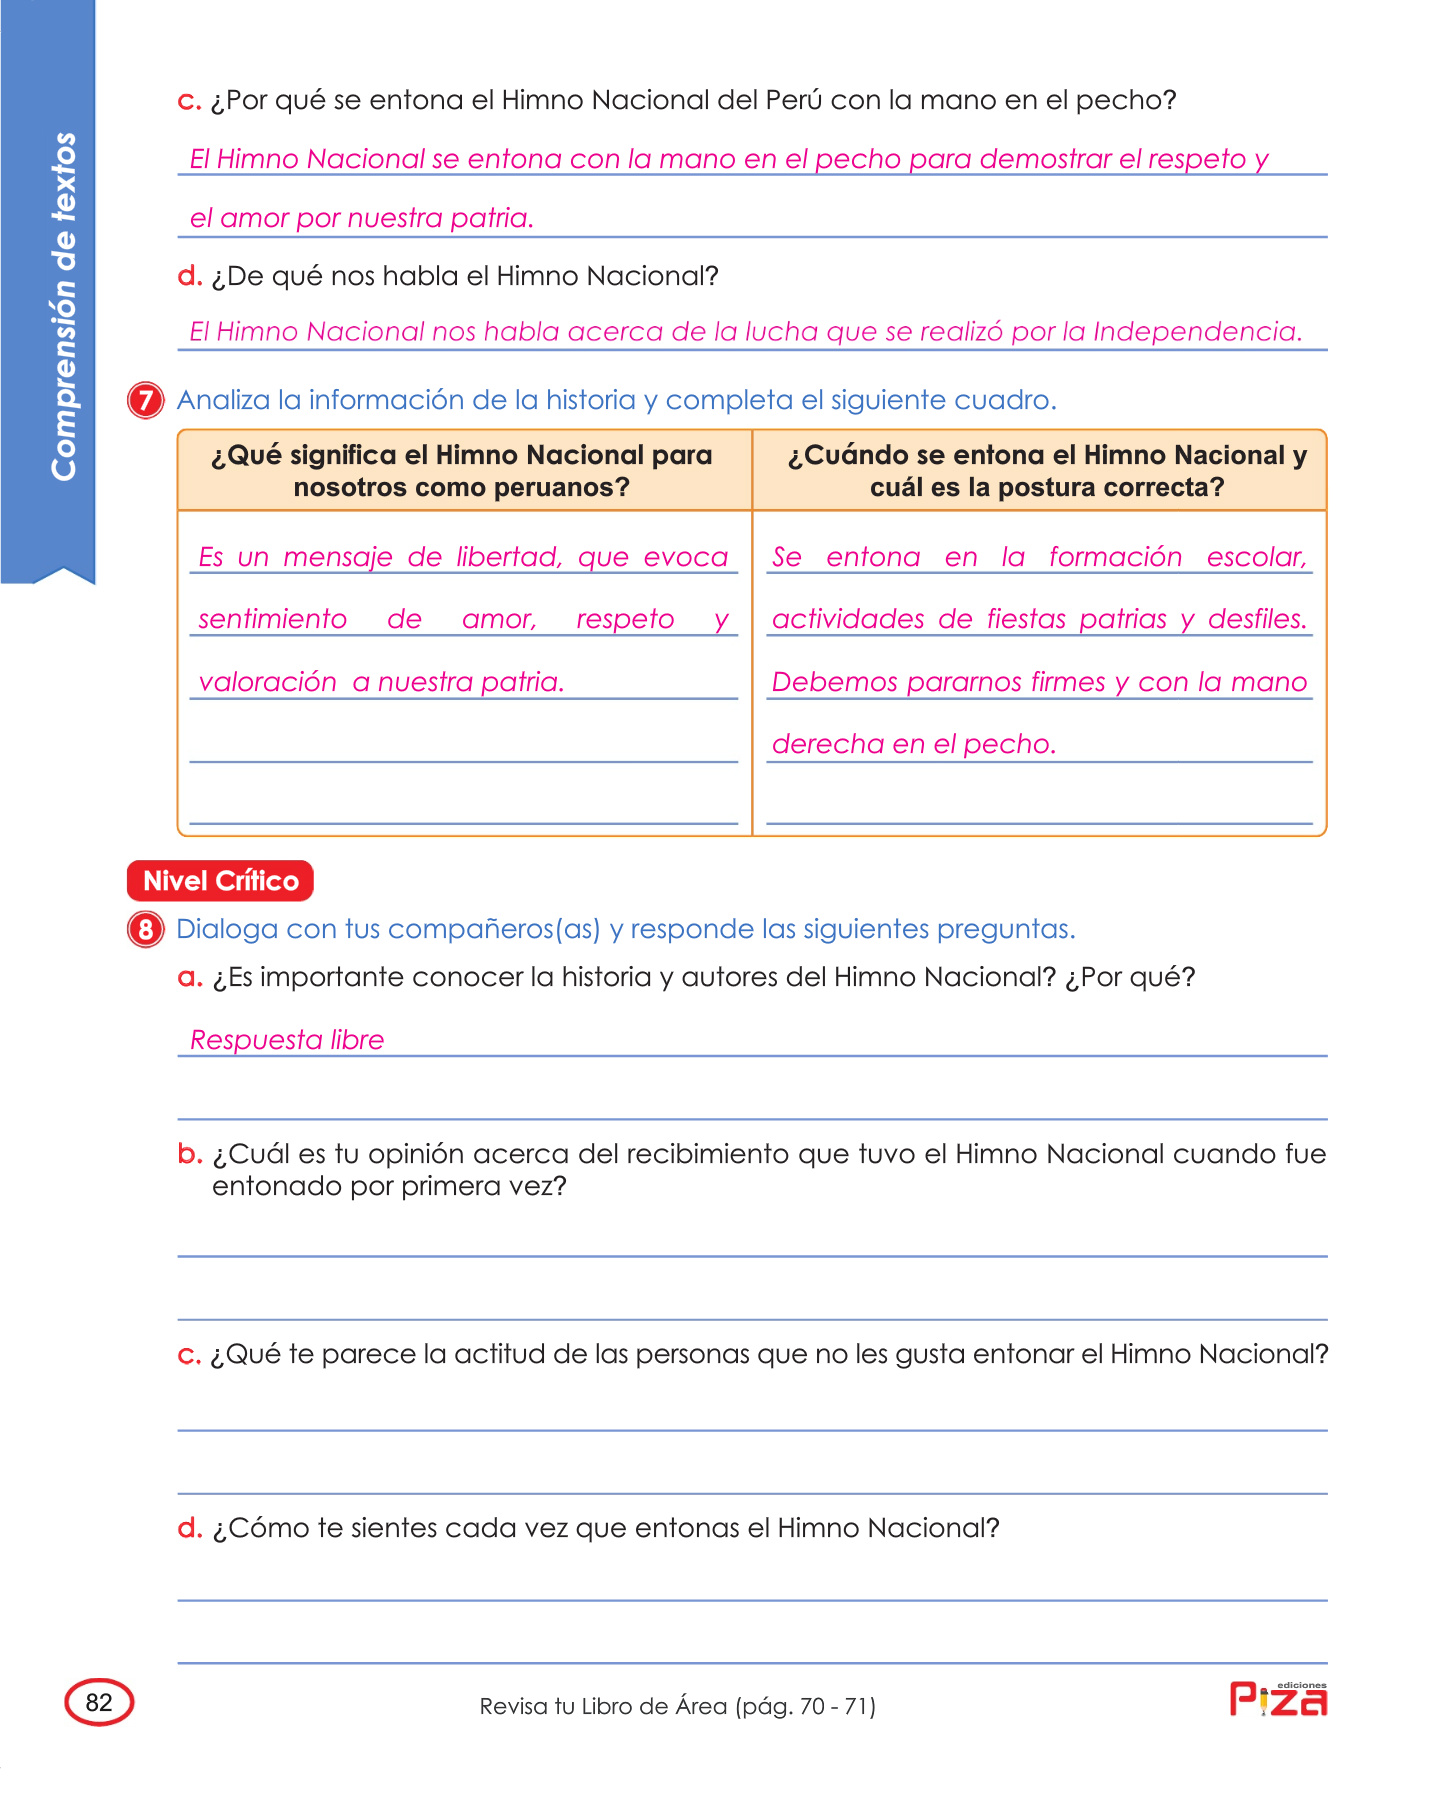 Comprensión de textos
c. ¿Por qué se entona el Himno Nacional del Perú con la mano en el pecho?
El Himno Nacional se entona con la mano en el pecho para demostrar el respeto y
el amor por nuestra patria.
d. ¿De qué nos habla el Himno Nacional?
El Himno Nacional nos habla acerca de la lucha que se realizó por la Independencia.
7 Analiza la información de la historia y completa el siguiente cuadro.
¿Qué significa el Himno Nacional para
nosotros como peruanos?
Es un mensaje de libertad, que evoca
sentimiento de amor, respeto y
valoración a nuestra patria.
¿Cuándo se entona el Himno Nacional y
cuál es la postura correcta?
Se entona en la formación escolar,
actividades de fiestas patrias y desfiles.
Debemos pararnos firmes y con la mano
derecha en el pecho.
Nivel Crítico
8 Dialoga con tus compañeros(as) y responde las siguientes preguntas.
a. ¿Es importante conocer la historia y autores del Himno Nacional? ¿Por qué?
Respuesta libre
b. ¿Cuál es tu opinión acerca del recibimiento que tuvo el Himno Nacional cuando fue
entonado por primera vez?
c. ¿Qué te parece la actitud de las personas que no les gusta entonar el Himno Nacional?
d. ¿Cómo te sientes cada vez que entonas el Himno Nacional?
82
Revisa tu Libro de Área (pág. 70 - 71)
ediciones
Piza